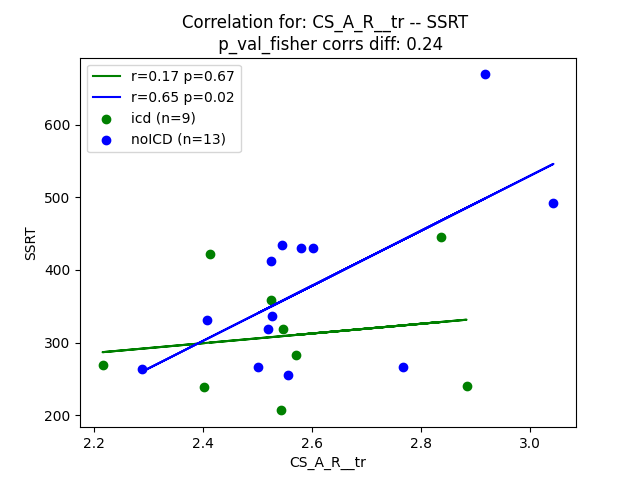 Correlation for: CS_A_R__tr -- SSRT
p_val_fisher corrs diff: 0.24
r=0.17 p=0.67
r=0.65 p=0.02
icd (n=9)
noICD (n=13)
600
500
400
300
200
SSRT
2.2 2.4 2.6 2.8 3.0
CS_A_R__tr